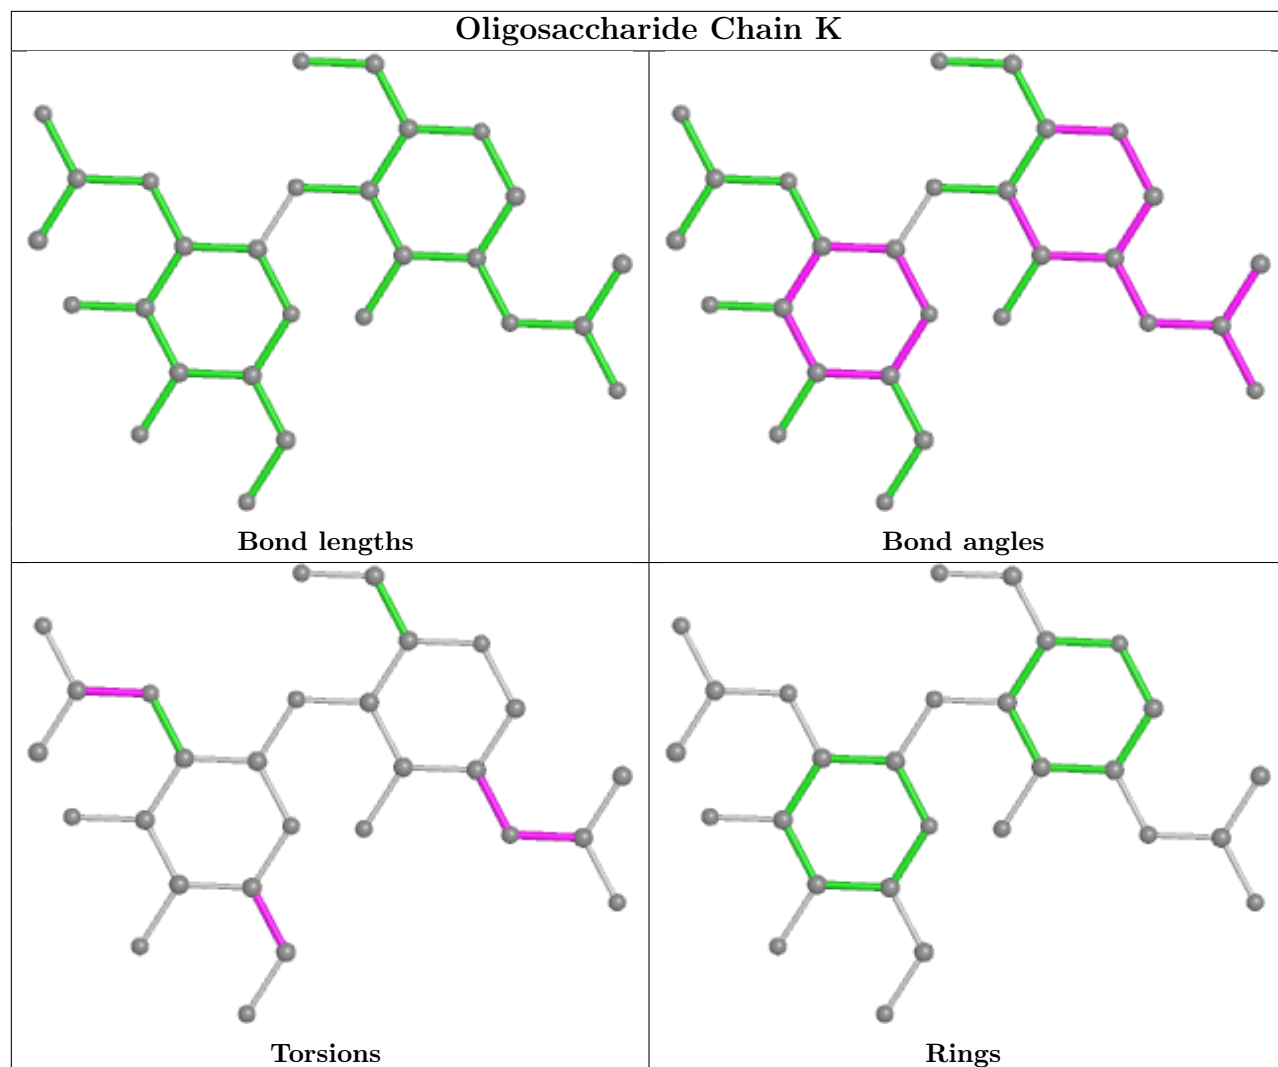 Oligosaccharide Chain K
Bond lengths
Bond angles
Torsions
Rings